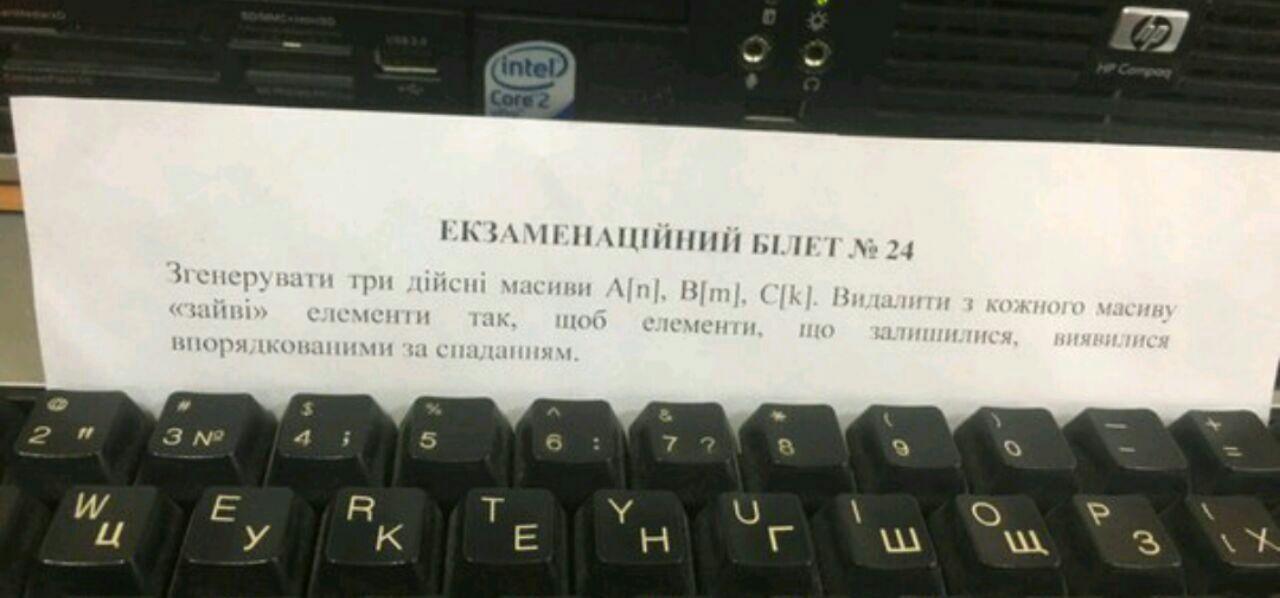 SD/MMC+/miniSD
USB 2.0
intel
Core 2
hp
HP Compaq
ЕКЗАМЕНАЦІЙНИЙ БІЛЕТ № 24
Згенерувати три дійсні масиви A[n], B[m], C[k]. Видалити з кожного масиву
«зайві» елементи так, щоб елементи, що залишилися, виявилися
впорядкованими за спаданням.
@ # $ % ^ & * ( ) — +
2 " 3 № 4 ; 5 6 : 7 ? 8 9 0 – =
W E R T Y U I O P
Ц У К Е Н Г Ш Щ З Х